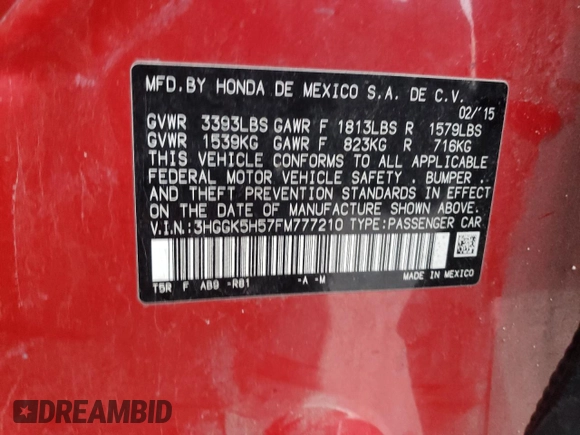 MFD.BY HONDA DE MEXICO S.A. DE C.V.
02/'15
GVWR 3393LBS GAWR F 1813LBS R 1579LBS
GVWR 1539KG GAWR F 823KG R 716KG
THIS VEHICLE CONFORMS TO ALL APPLICABLE
FEDERAL MOTOR VEHICLE SAFETY , BUMPER ,
AND THEFT PREVENTION STANDARDS IN EFFECT
ON THE DATE OF MANUFACTURE SHOWN ABOVE.
V.I.N.:3HGGK5H57FM777210 TYPE:PASSENGER CAR
T5R F AB0 -R81 -A -M MADE IN MEXICO
DREAMBID